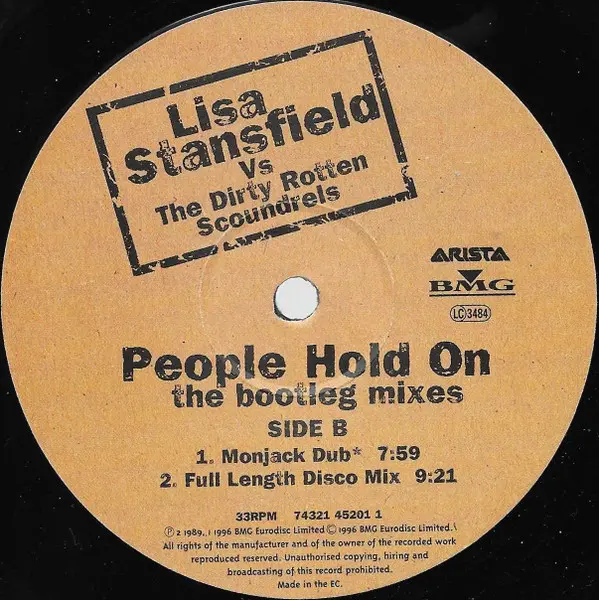 Lisa
Stansfield
Vs
The Dirty Rotten
Scoundrels
ARISTA
BMG
LC 3484
People Hold On
the bootleg mixes
SIDE B
1. Monjack Dub* 7:59
2. Full Length Disco Mix 9:21
33RPM 74321 45201 1
Ⓟ 2 1989, 1 1996 BMG Eurodisc Limited © 1996 BMG Eurodisc Limited.\
All rights of the manufacturer and of the owner of the recorded work
reproduced reserved. Unauthorised copying, hiring and
broadcasting of this record prohibited.
Made in the EC.